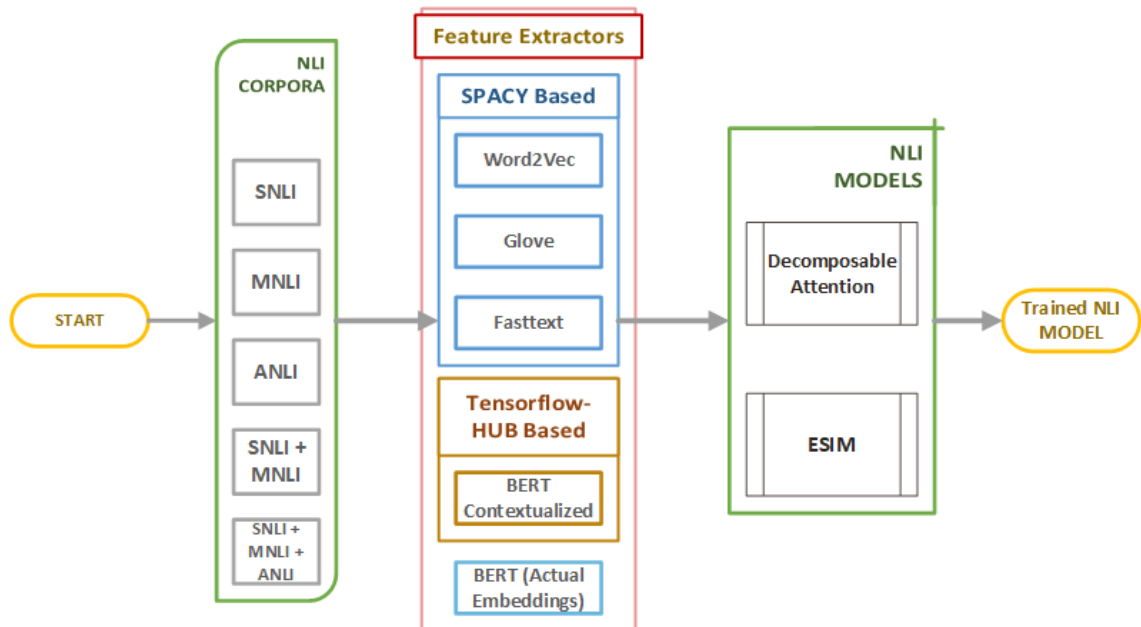 START
NLI
CORPORA
SNLI
MNLI
ANLI
SNLI +
MNLI
SNLI +
MNLI +
ANLI
Feature Extractors
SPACY Based
Word2Vec
Glove
Fasttext
Tensorflow-
HUB Based
BERT
Contextualized
BERT (Actual
Embeddings)
NLI
MODELS
Decomposable
Attention
ESIM
Trained NLI
MODEL